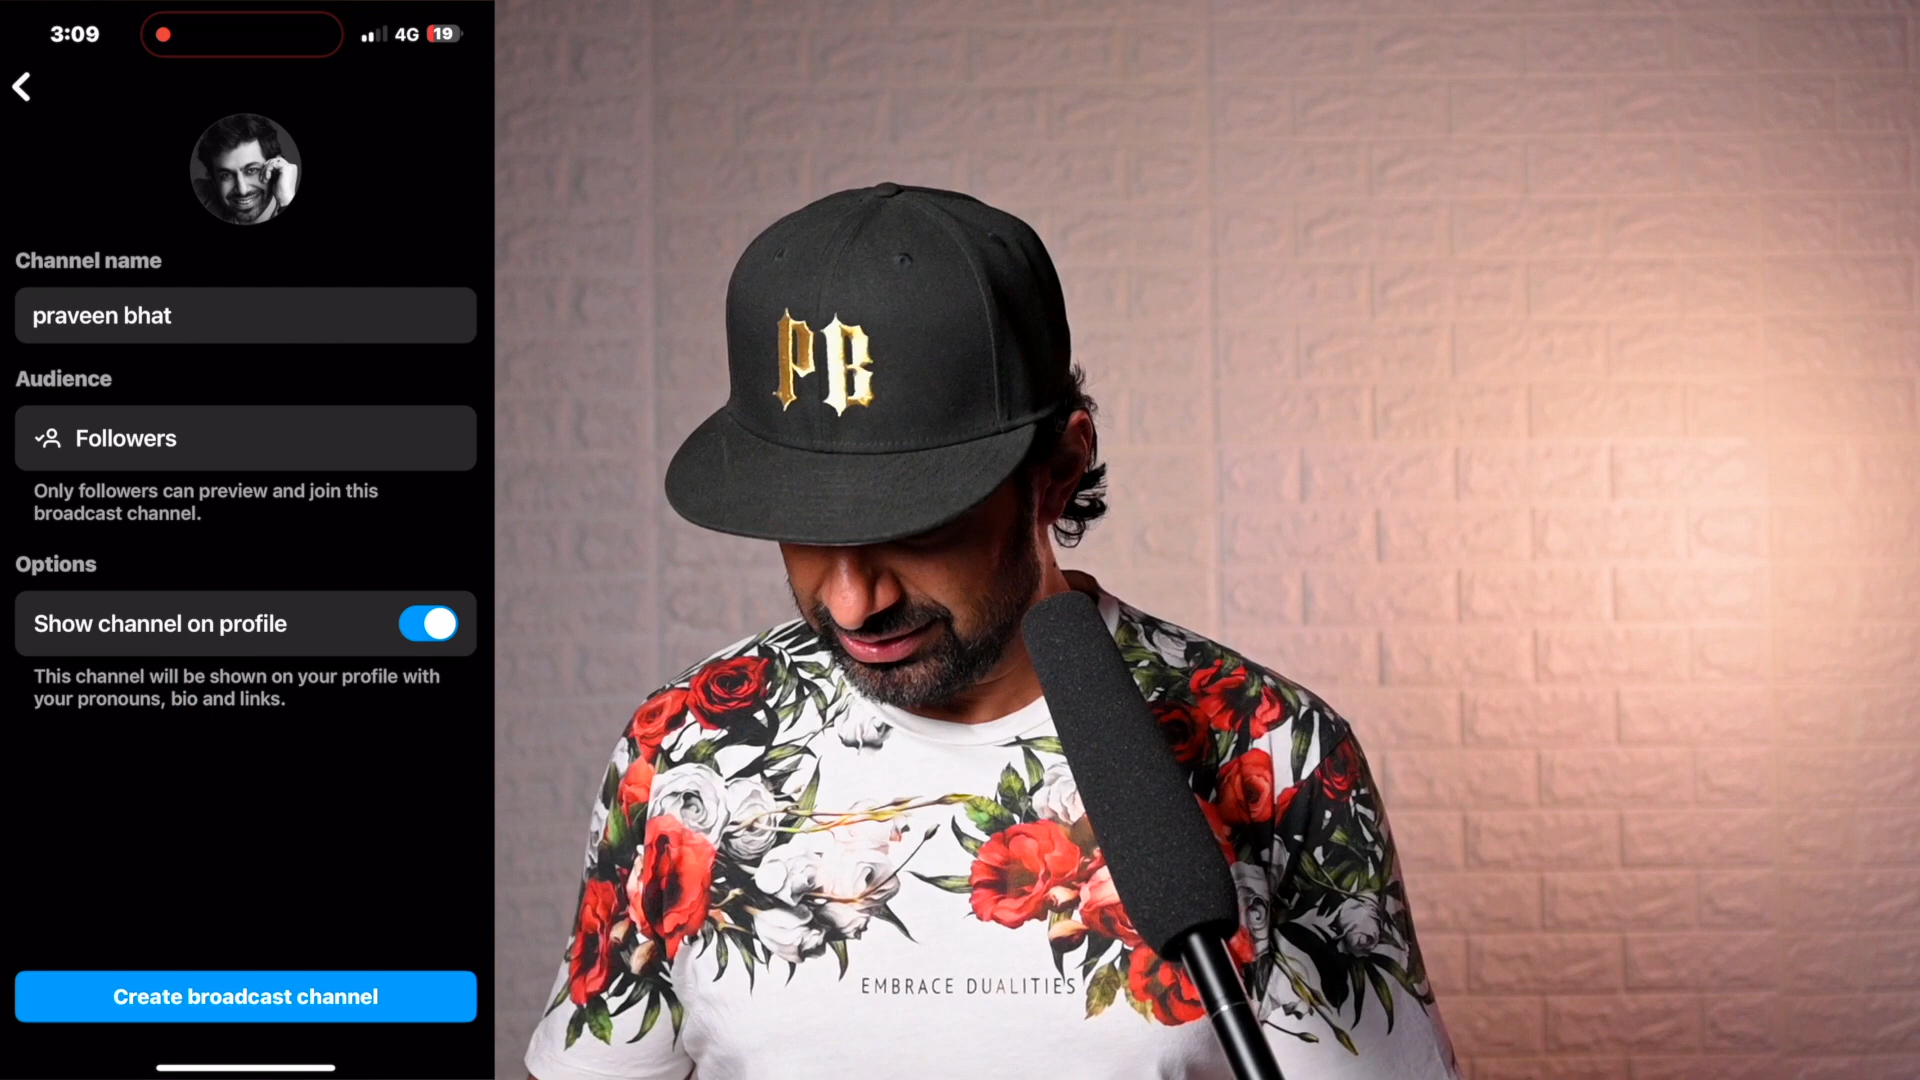 3:09
4G 19
Channel name
praveen bhat
Audience
Followers
Only followers can preview and join this
broadcast channel.
Options
Show channel on profile
This channel will be shown on your profile with
your pronouns, bio and links.
Create broadcast channel
PB
EMBRACE DUALITIES